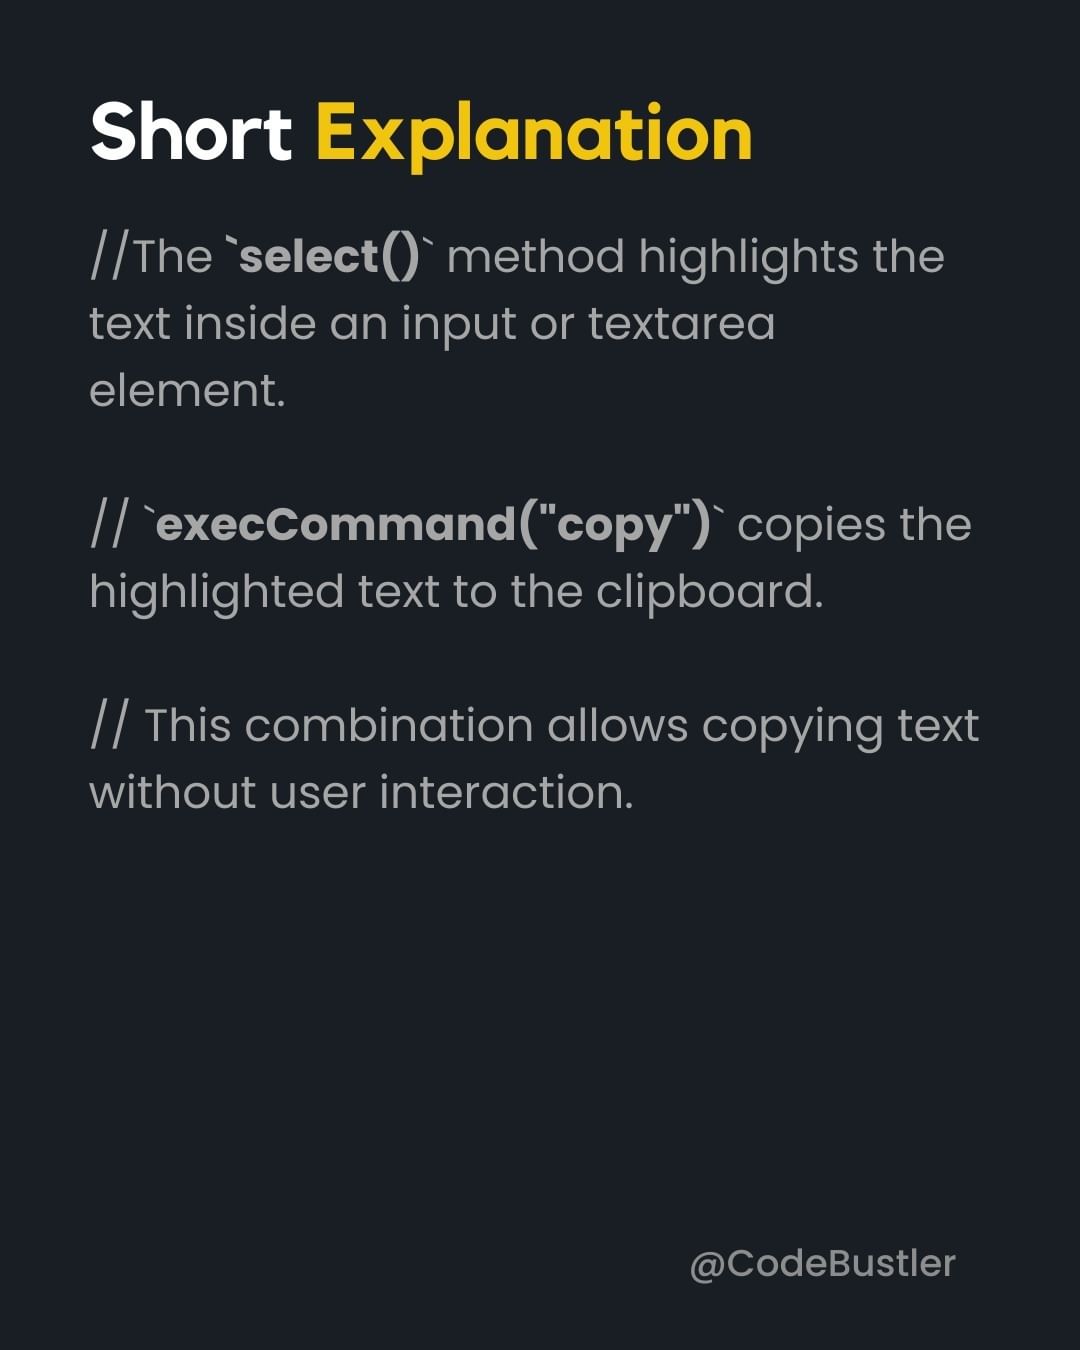 Short Explanation
//The `select()` method highlights the
text inside an input or textarea
element.
// `execCommand("copy")` copies the
highlighted text to the clipboard.
// This combination allows copying text
without user interaction.
@CodeBustler